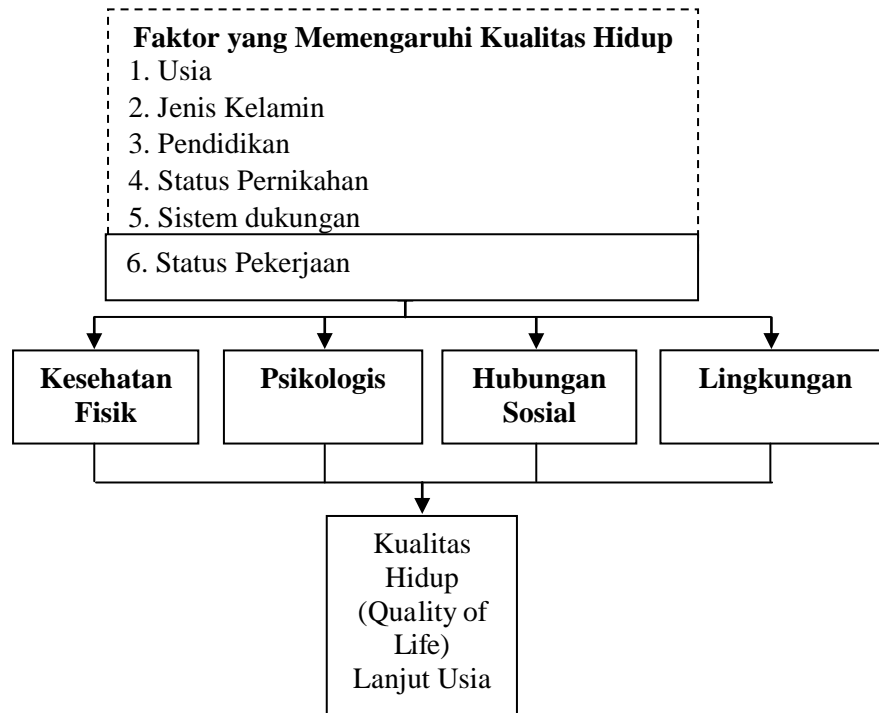 Faktor yang Memengaruhi Kualitas Hidup
1. Usia
2. Jenis Kelamin
3. Pendidikan
4. Status Pernikahan
5. Sistem dukungan
6. Status Pekerjaan
Kesehatan
Fisik
Psikologis
Hubungan
Sosial
Lingkungan
Kualitas
Hidup
(Quality of
Life)
Lanjut Usia